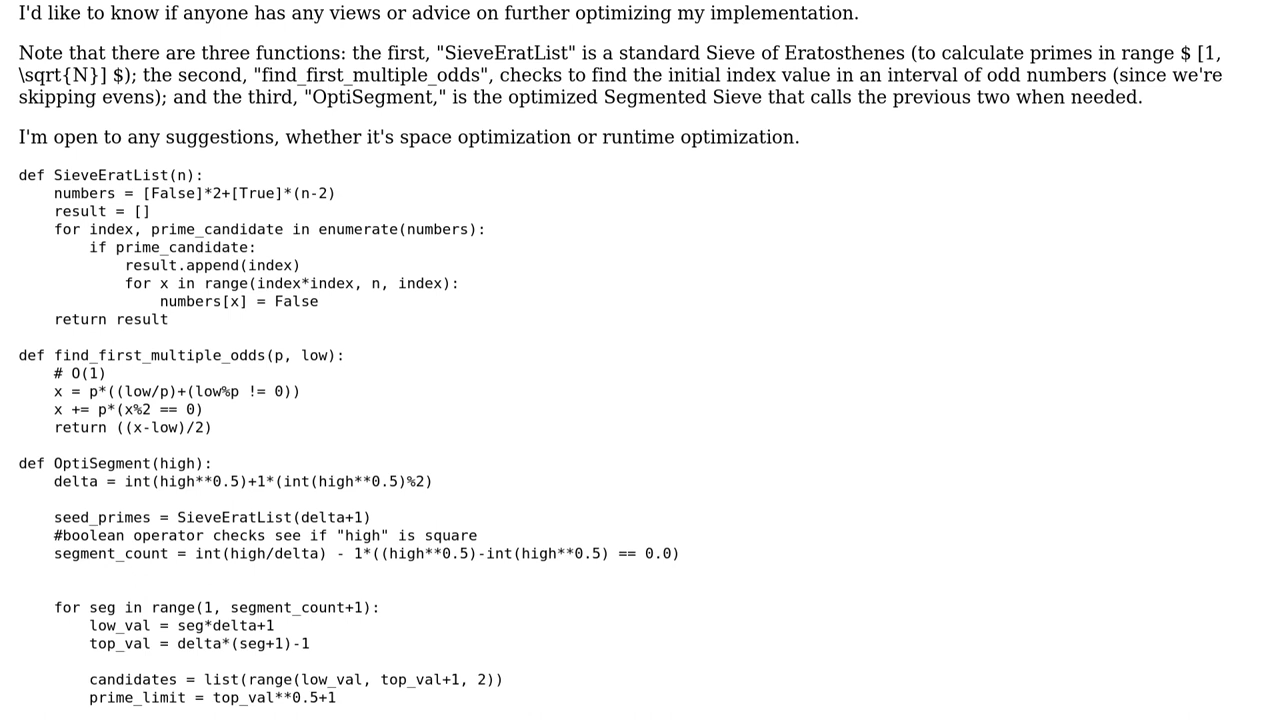 I'd like to know if anyone has any views or advice on further optimizing my implementation.
Note that there are three functions: the first, "SieveEratList" is a standard Sieve of Eratosthenes (to calculate primes in range $ [1,
\sqrt{N}] $); the second, "find_first_multiple_odds", checks to find the initial index value in an interval of odd numbers (since we're
skipping evens); and the third, "OptiSegment," is the optimized Segmented Sieve that calls the previous two when needed.
I'm open to any suggestions, whether it's space optimization or runtime optimization.
def SieveEratList(n):
    numbers = [False]*2+[True]*(n-2)
    result = []
    for index, prime_candidate in enumerate(numbers):
        if prime_candidate:
            result.append(index)
            for x in range(index*index, n, index):
                numbers[x] = False
    return result
def find_first_multiple_odds(p, low):
    # O(1)
    x = p*((low/p)+(low%p != 0))
    x += p*(x%2 == 0)
    return ((x-low)/2)
def OptiSegment(high):
    delta = int(high**0.5)+1*(int(high**0.5)%2)
    seed_primes = SieveEratList(delta+1)
    #boolean operator checks see if "high" is square
    segment_count = int(high/delta) - 1*((high**0.5)-int(high**0.5) == 0.0)
    for seg in range(1, segment_count+1):
        low_val = seg*delta+1
        top_val = delta*(seg+1)-1
        candidates = list(range(low_val, top_val+1, 2))
        prime_limit = top_val**0.5+1